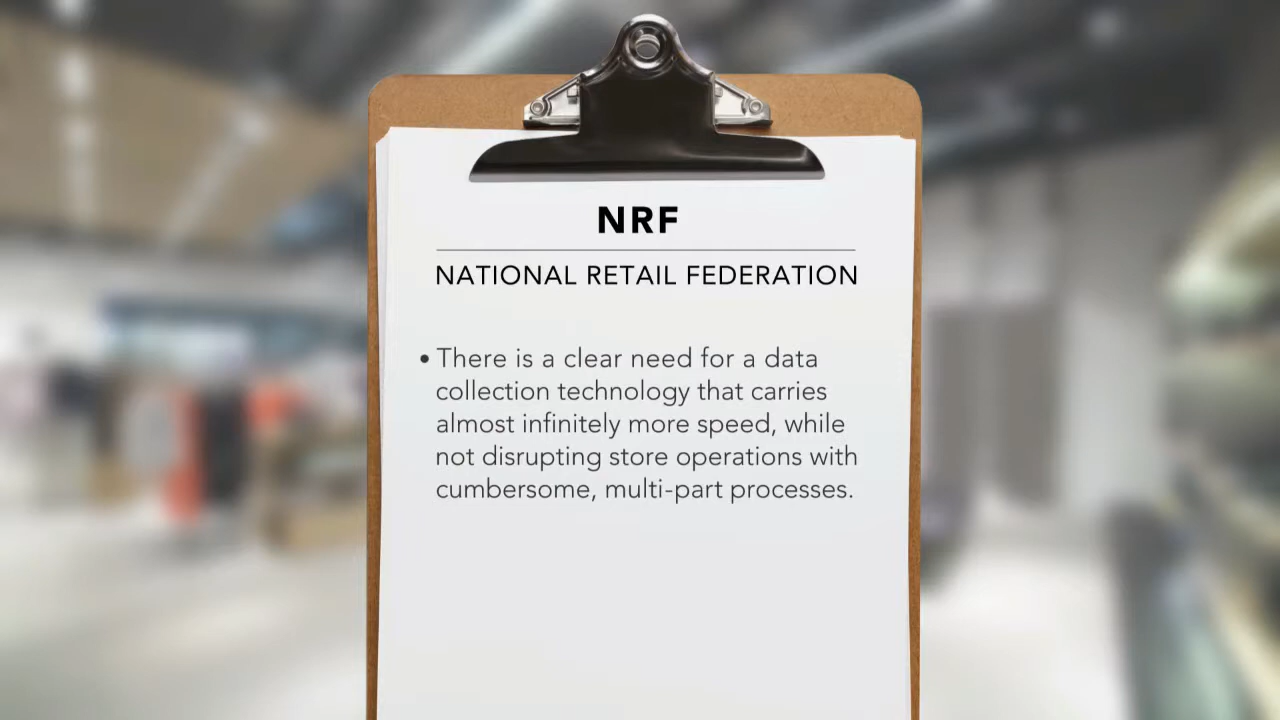 NRF
NATIONAL RETAIL FEDERATION
• There is a clear need for a data
collection technology that carries
almost infinitely more speed, while
not disrupting store operations with
cumbersome, multi-part processes.